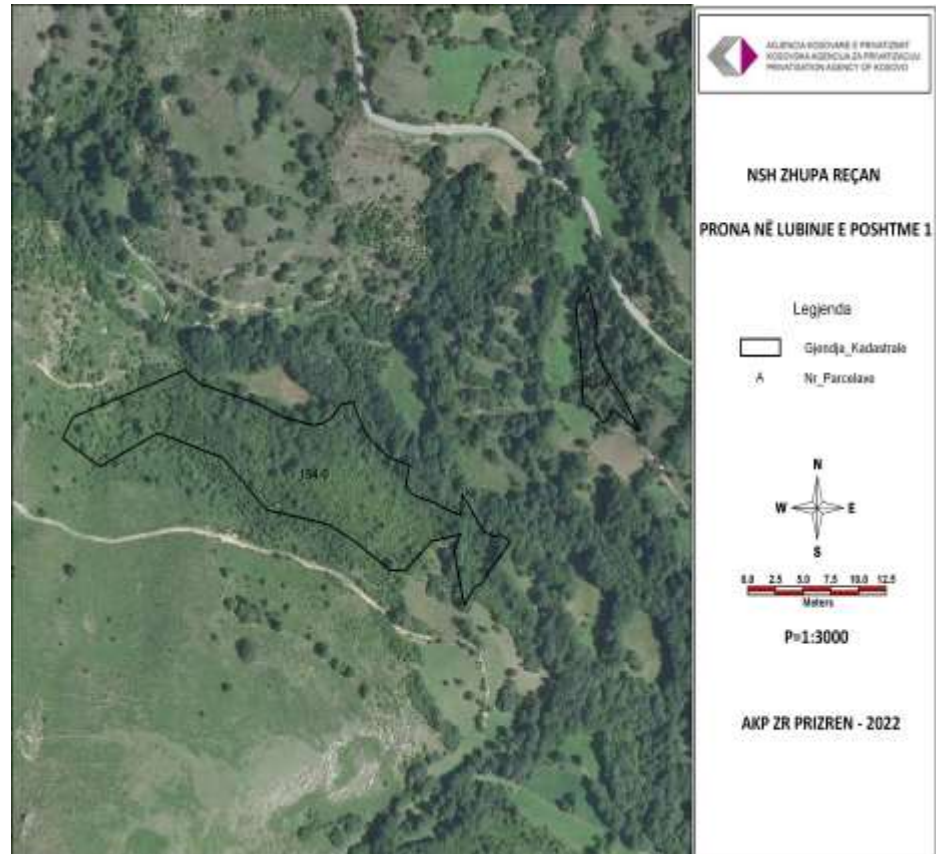 AGJENCIA KOSOVARE E PRIVATIZIMIT
KOSOVSKA AGENCIJA ZA PRIVATIZACIJU
PRIVATISATION AGENCY OF KOSOVO
NSH ZHUPA REÇAN
PRONA NË LUBINJE E POSHTME 1
Legjenda
Gjendja_Kadastrale
A Nr_Parcelave
N
W E
S
0.0 2.5 5.0 7.5 10.0 12.5
Meters
P=1:3000
AKP ZR PRIZREN - 2022